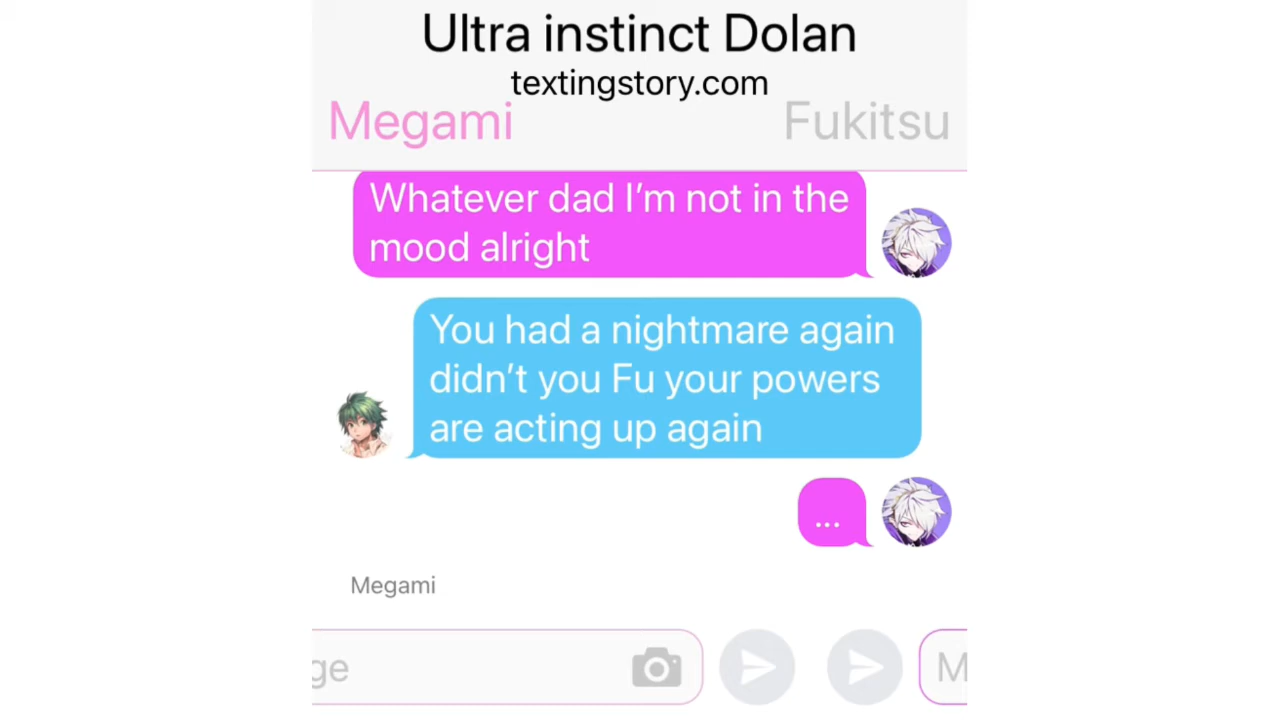 Ultra instinct Dolan
textingstory.com
Megami Fukitsu
Whatever dad I’m not in the
mood alright
You had a nightmare again
didn’t you Fu your powers
are acting up again
...
Megami
ge M